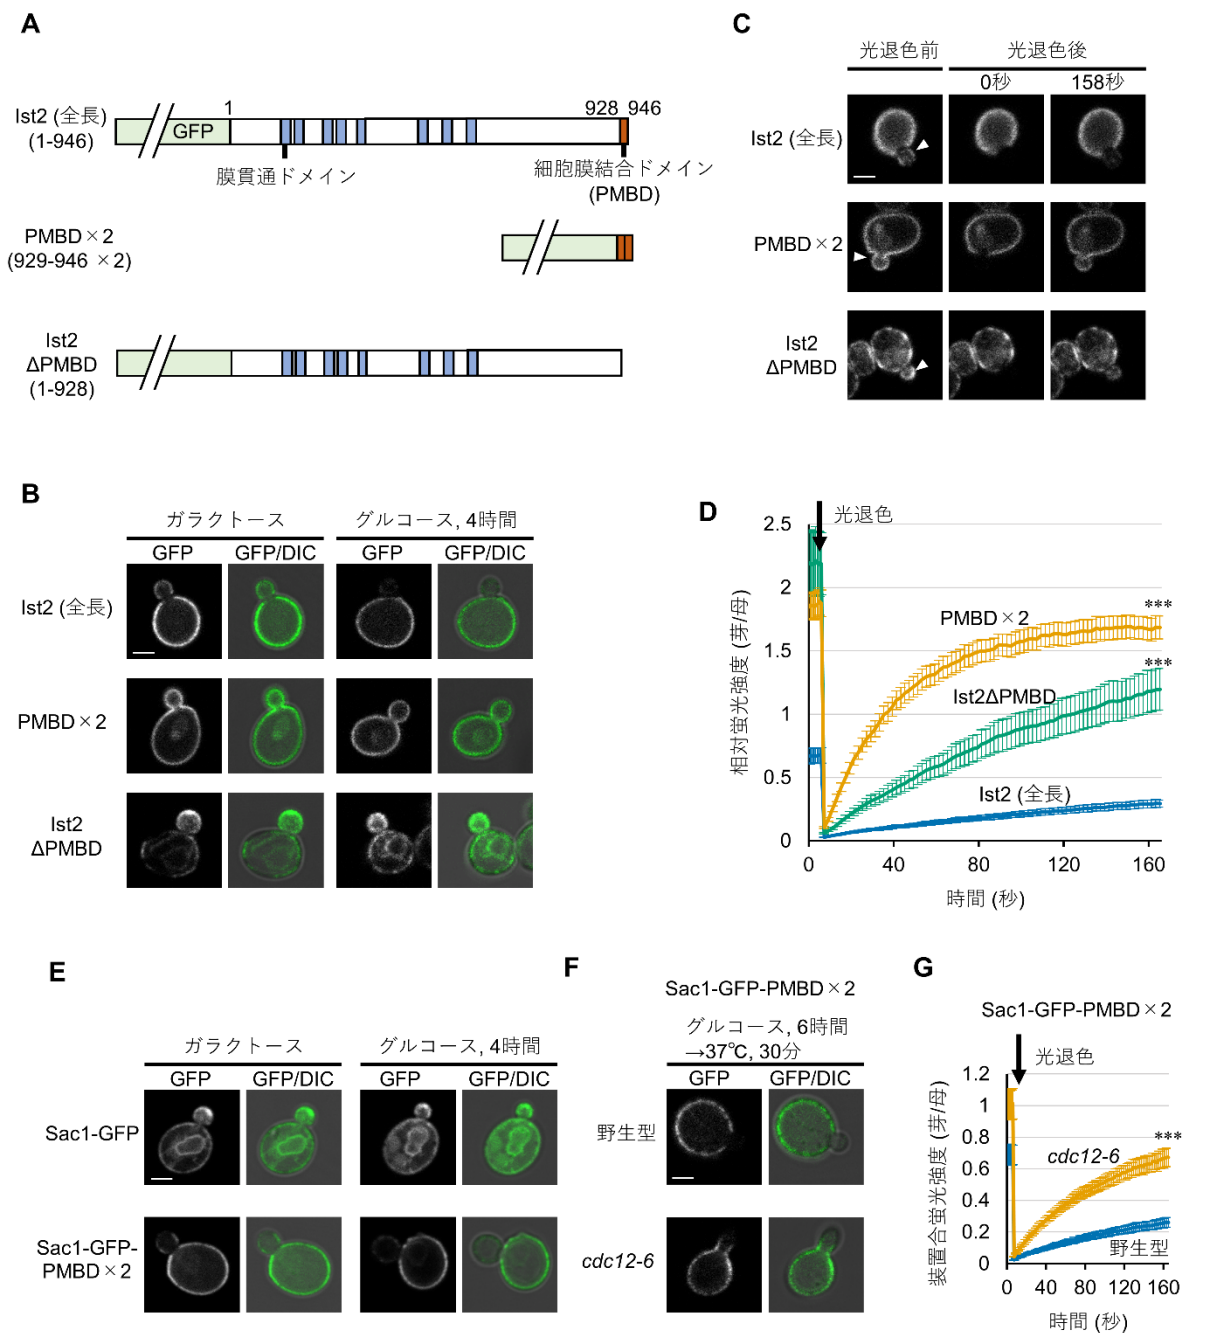 A
Ist2 (全長)
(1-946)
GFP
1
928
946
膜貫通ドメイン
細胞膜結合ドメイン
(PMBD)
PMBD×2
(929-946 ×2)
Ist2
ΔPMBD
(1-928)
B
ガラクトース
グルコース, 4時間
GFP
GFP/DIC
GFP
GFP/DIC
Ist2 (全長)
PMBD×2
Ist2
ΔPMBD
C
光退色前
光退色後
0秒
158秒
Ist2 (全長)
PMBD×2
Ist2
ΔPMBD
D
光退色
相対蛍光強度 (芽/母)
2.5
2
1.5
1
0.5
0
PMBD×2
***
***
Ist2ΔPMBD
Ist2 (全長)
0
40
80
120
160
時間 (秒)
E
ガラクトース
グルコース, 4時間
GFP
GFP/DIC
GFP
GFP/DIC
Sac1-GFP
Sac1-GFP-
PMBD×2
F
Sac1-GFP-PMBD×2
グルコース, 6時間
→37℃, 30分
GFP
GFP/DIC
野生型
cdc12-6
G
Sac1-GFP-PMBD×2
光退色
装置合蛍光強度 (芽/母)
1.2
1
0.8
0.6
0.4
0.2
0
***
cdc12-6
野生型
0
40
80
120
160
時間 (秒)